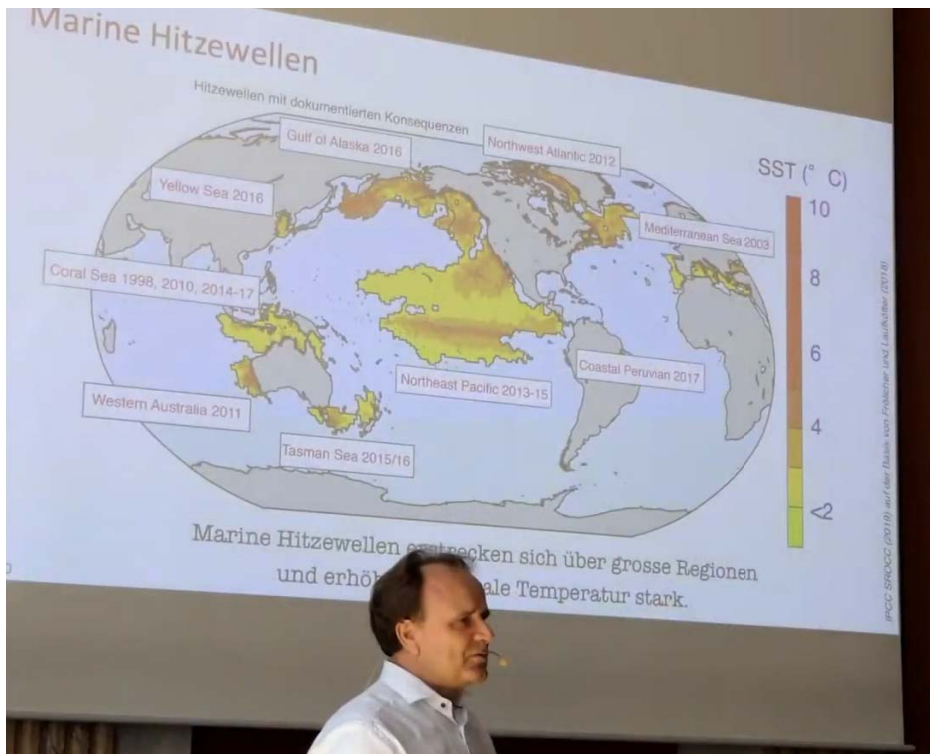 Marine Hitzewellen
Hitzewellen mit dokumentierten Konsequenzen
Gulf of Alaska 2016
Northwest Atlantic 2012
SST (° C)
Yellow Sea 2016
10
Mediterranean Sea 2003
Coral Sea 1998, 2010, 2014-17
8
6
Coastal Peruvian 2017
Northeast Pacific 2013-15
Western Australia 2011
4
Tasman Sea 2015/16
<2
Marine Hitzewellen erstrecken sich über grosse Regionen
und ale Temperatur stark.
IPCC SROCC (2019) auf der Basis von Frölicher und Laufkötter (2018)